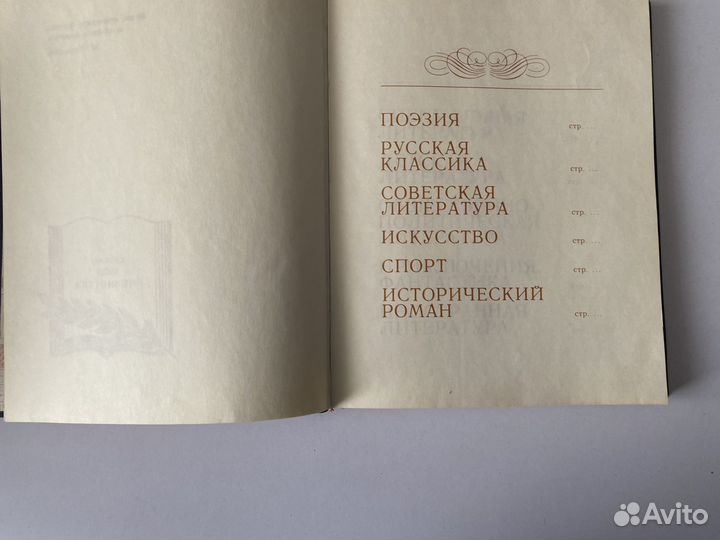 ПОЭЗИЯ стр. ...
РУССКАЯ
КЛАССИКА стр. ...
СОВЕТСКАЯ
ЛИТЕРАТУРА стр. ...
ИСКУССТВО стр. ...
СПОРТ стр. ...
ИСТОРИЧЕСКИЙ
РОМАН стр. ...
Avito